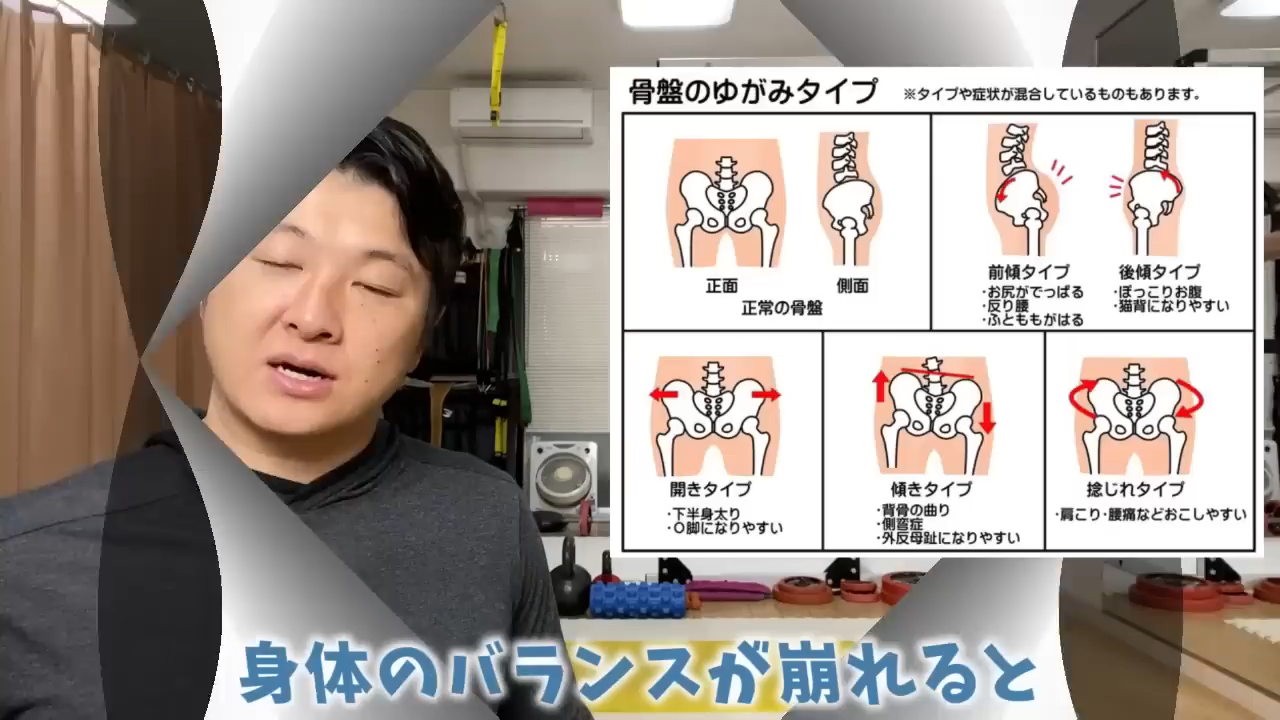 骨盤のゆがみタイプ ※タイプや症状が混合しているものもあります。
正面 側面
正常の骨盤
前傾タイプ
・お尻がでっぱる
・反り腰
・ふとももがはる
後傾タイプ
・ぽっこりお腹
・猫背になりやすい
開きタイプ
・下半身太り
・O脚になりやすい
傾きタイプ
・背骨の曲り
・側弯症
・外反母趾になりやすい
捻じれタイプ
・肩こり・腰痛などおこしやすい
身体のバランスが崩れると